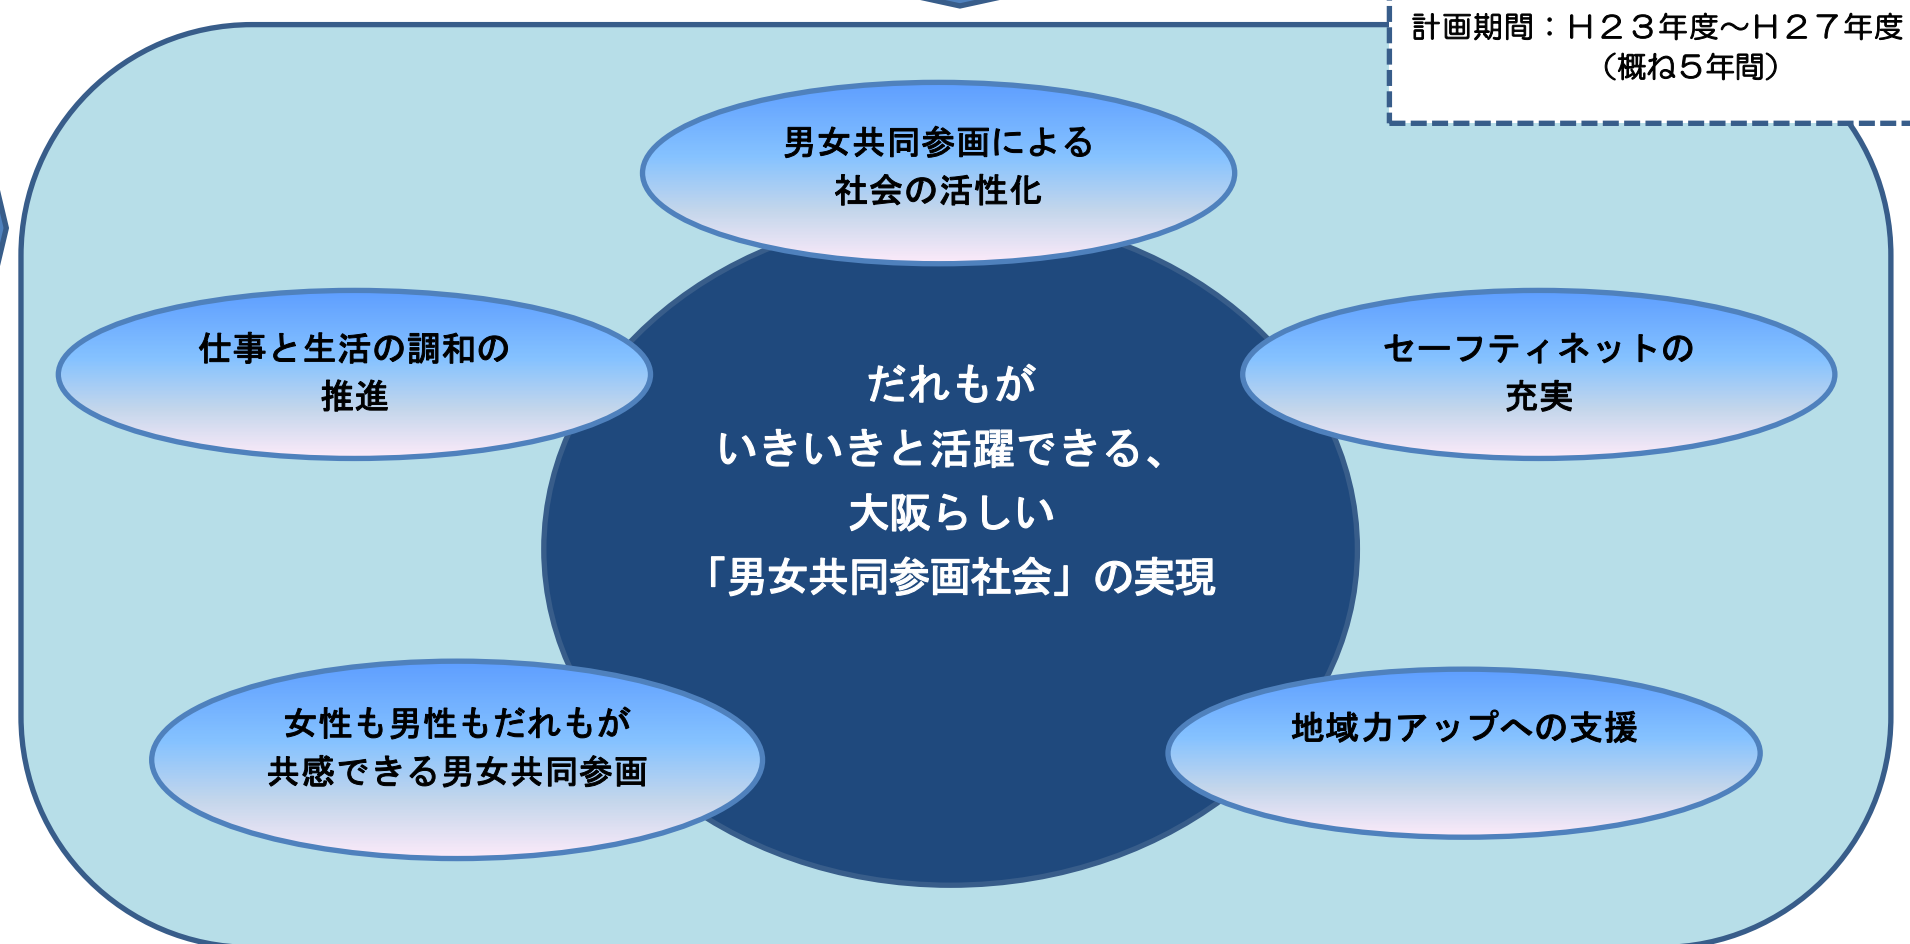 計画期間：Ｈ２３年度～Ｈ２７年度
（概ね５年間）
男女共同参画による
社会の活性化
仕事と生活の調和の
推進
セーフティネットの
充実
だれもが
いきいきと活躍できる、
大阪らしい
「男女共同参画社会」の実現
女性も男性もだれもが
共感できる男女共同参画
地域力アップへの支援